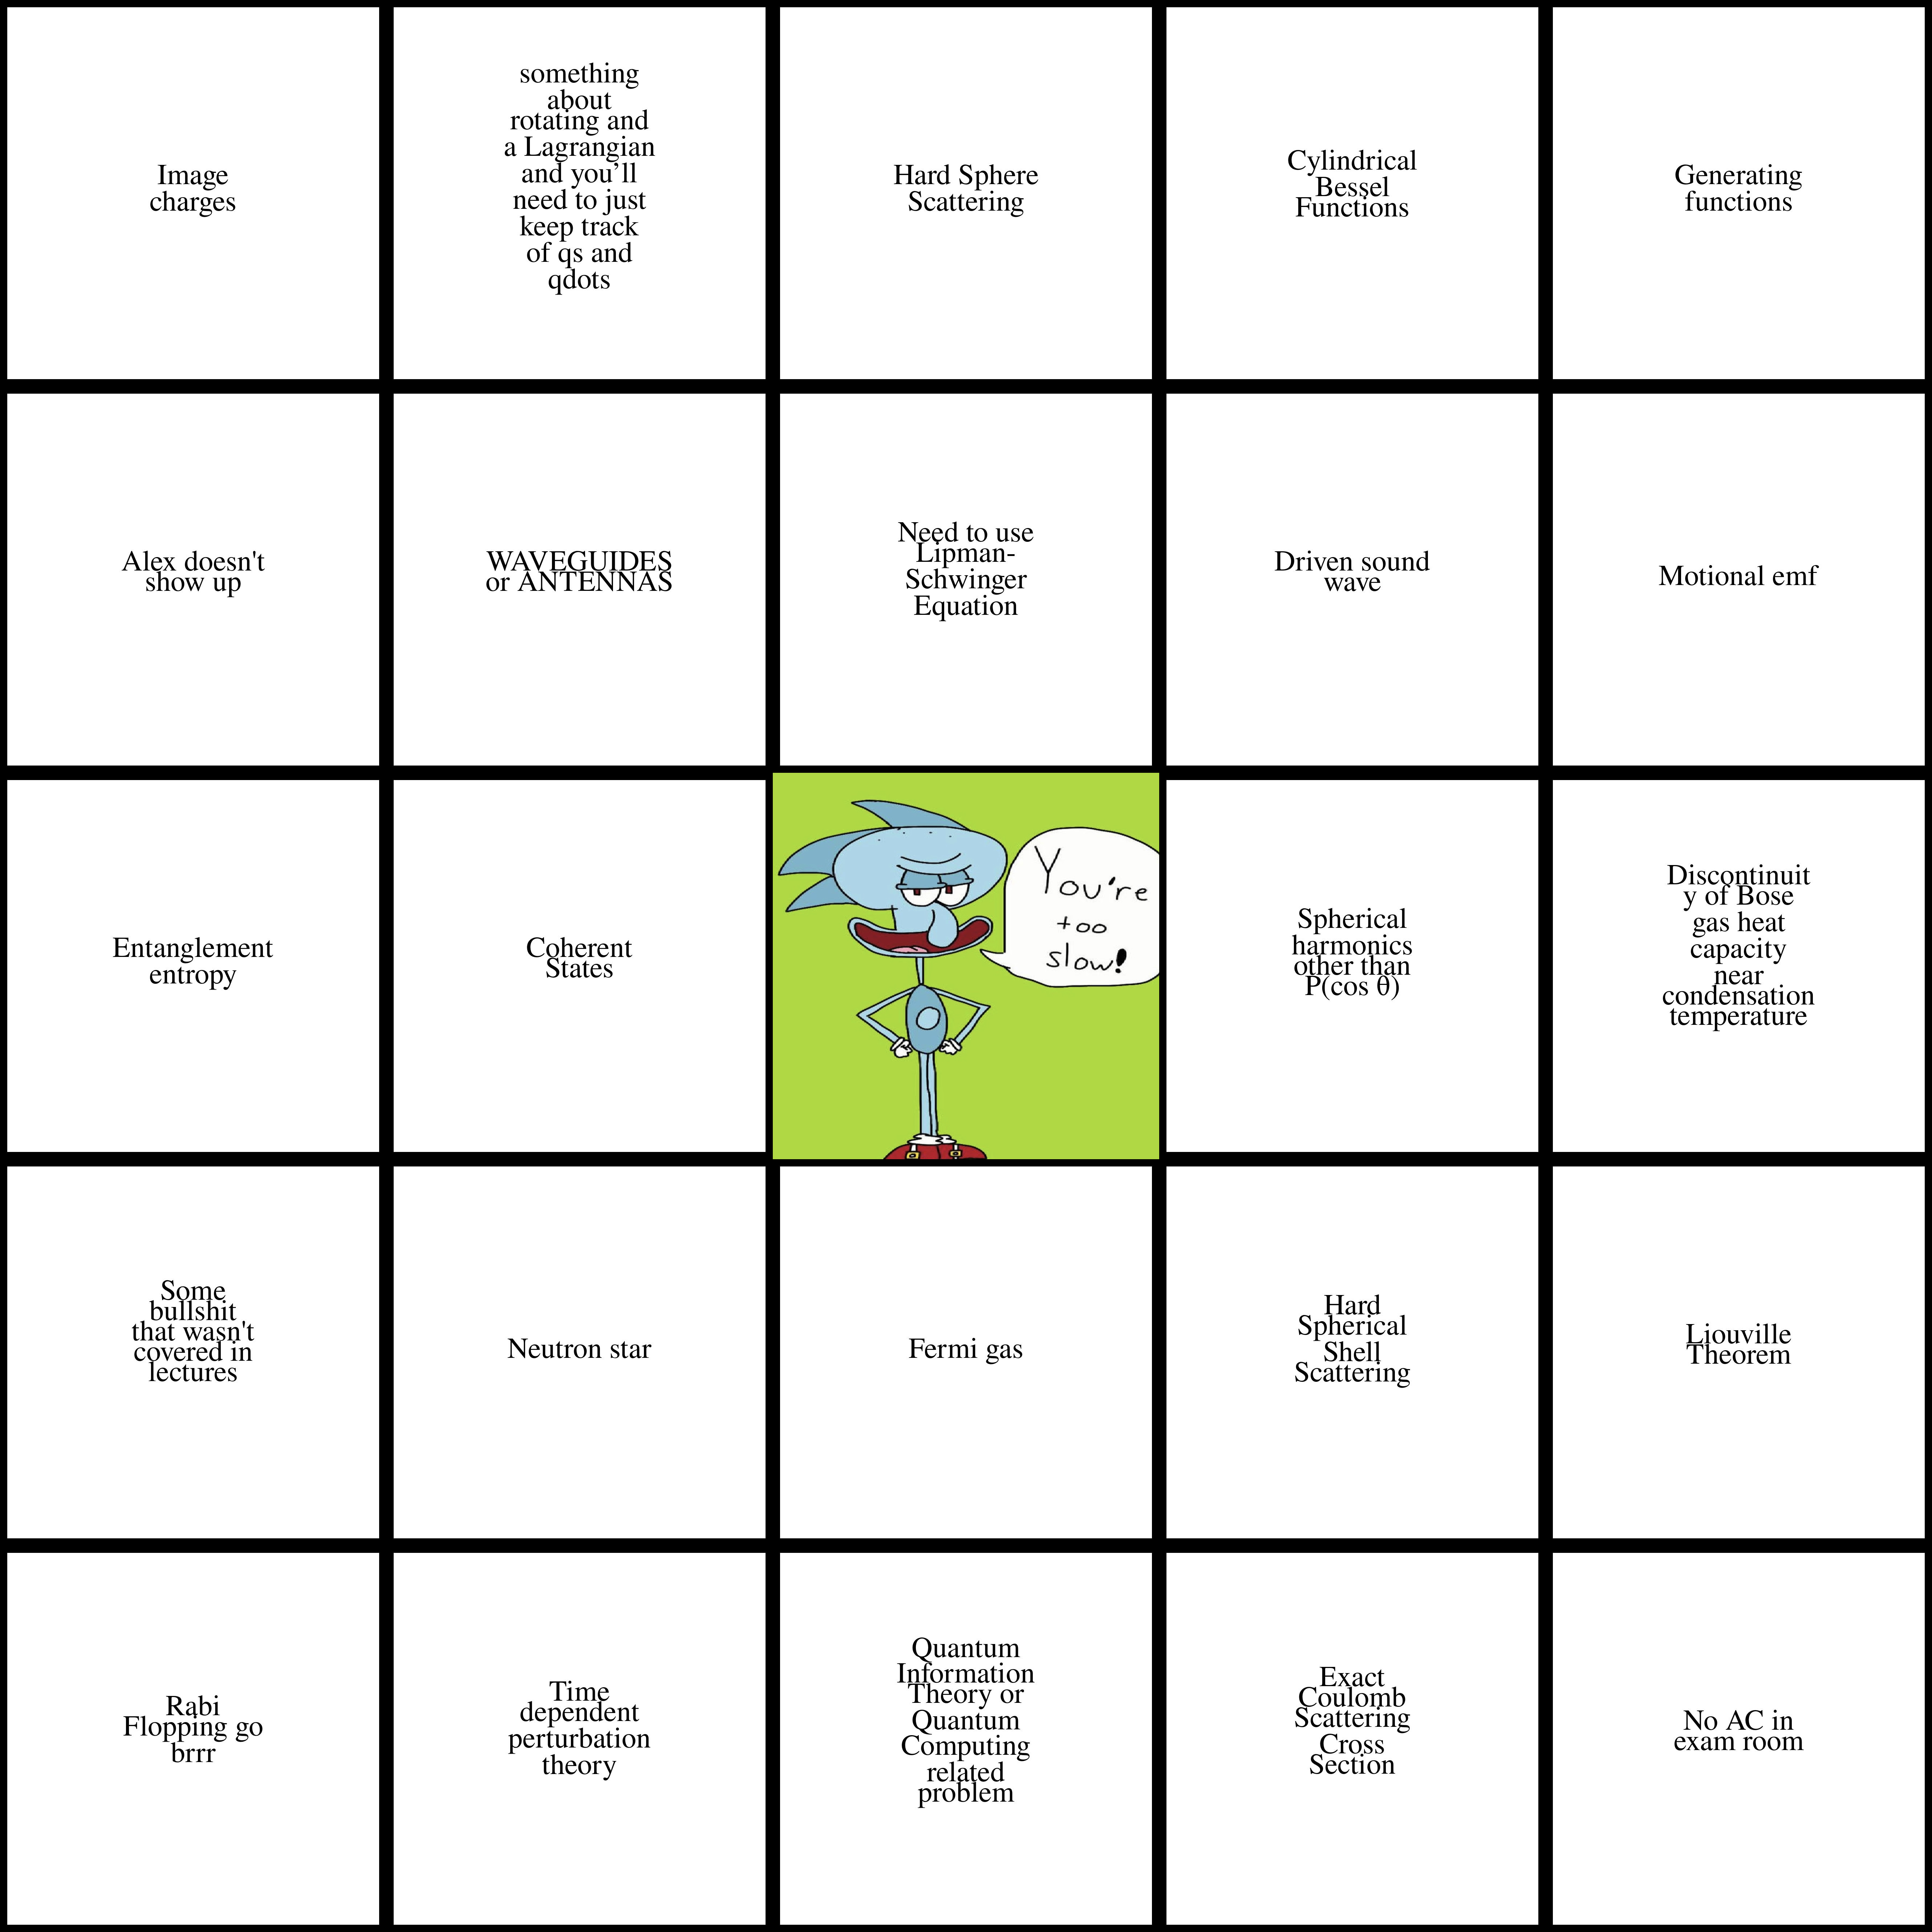 Image
charges
something
about
rotating and
a Lagrangian
and you’ll
need to just
keep track
of qs and
qdots
Hard Sphere
Scattering
Cylindrical
Bessel
Functions
Generating
functions
Alex doesn't
show up
WAVEGUIDES
or ANTENNAS
Need to use
Lipman-
Schwinger
Equation
Driven sound
wave
Motional emf
Entanglement
entropy
Coherent
States
You're
too
slow!
Spherical
harmonics
other than
P(cos θ)
Discontinuit
y of Bose
gas heat
capacity
near
condensation
temperature
Some
bullshit
that wasn't
covered in
lectures
Neutron star
Fermi gas
Hard
Spherical
Shell
Scattering
Liouville
Theorem
Rabi
Flopping go
brrr
Time
dependent
perturbation
theory
Quantum
Information
Theory or
Quantum
Computing
related
problem
Exact
Coulomb
Scattering
Cross
Section
No AC in
exam room